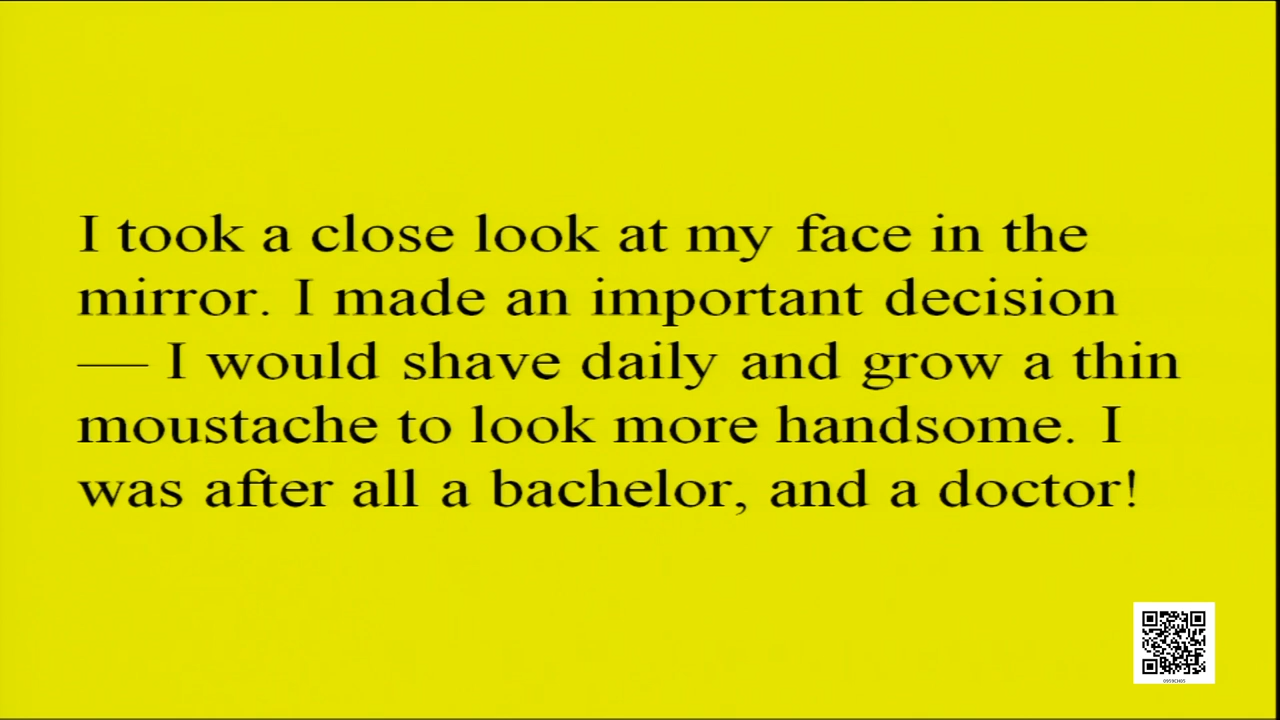 I took a close look at my face in the
mirror. I made an important decision
— I would shave daily and grow a thin
moustache to look more handsome. I
was after all a bachelor, and a doctor!
0959CH05